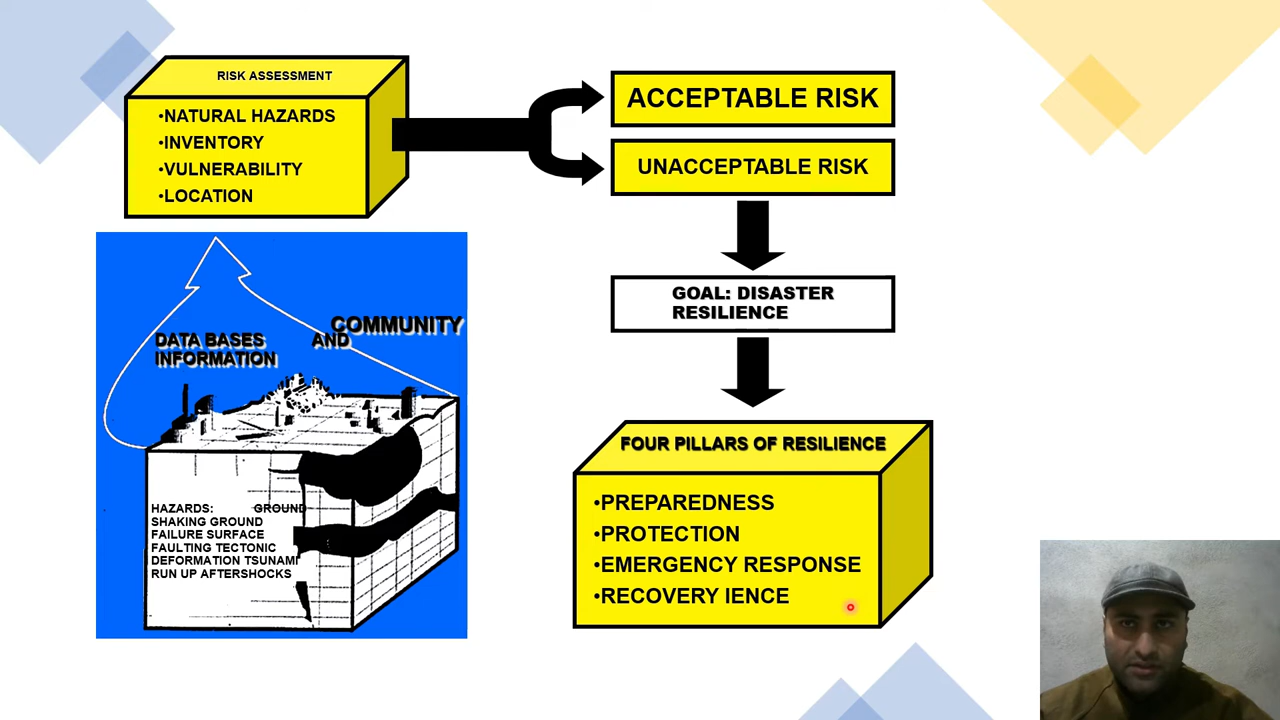 RISK ASSESSMENT
•NATURAL HAZARDS
•INVENTORY
•VULNERABILITY
•LOCATION
ACCEPTABLE RISK
UNACCEPTABLE RISK
GOAL: DISASTER
RESILIENCE
FOUR PILLARS OF RESILIENCE
•PREPAREDNESS
•PROTECTION
•EMERGENCY RESPONSE
•RECOVERY IENCE
DATA BASES AND COMMUNITY
INFORMATION
HAZARDS: GROUND
SHAKING GROUND
FAILURE SURFACE
FAULTING TECTONIC
DEFORMATION TSUNAMI
RUN UP AFTERSHOCKS